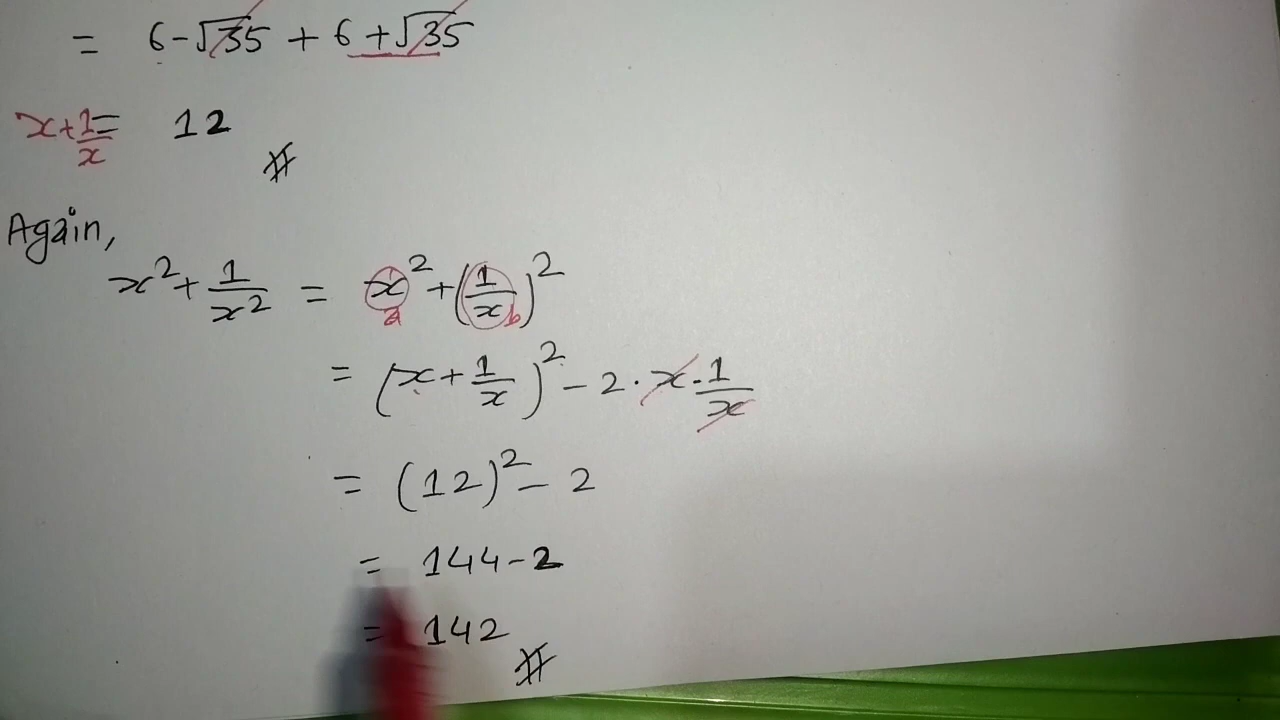 = 6 - √35 + 6 + √35
x + 1/x = 12 #
Again,
x² + 1/x² = x² + (1/x)²
a b
= (x + 1/x)² - 2 · x · 1/x
= (12)² - 2
= 144 - 2
= 142 #